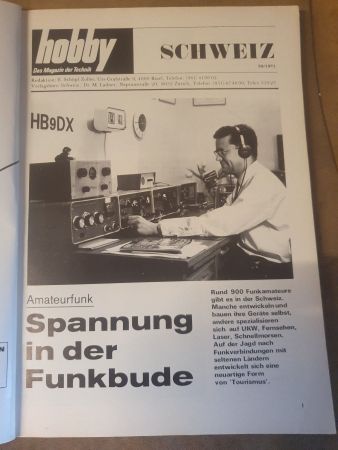 hobby
Das Magazin der Technik
SCHWEIZ
HB9DX
Amateurfunk
Spannung
in der
Funkbude
Rund 900 Funkamateure
gibt es in der Schweiz.
Manche entwickeln und
bauen ihre Geräte selbst,
andere spezialisieren
sich auf UKW, Fernsehen,
Laser, Schnellmorsen.
Auf der Jagd nach
Funkverbindungen mit
seltenen Ländern
entwickelt sich eine
neuartige Form
von 'Tourismus'.